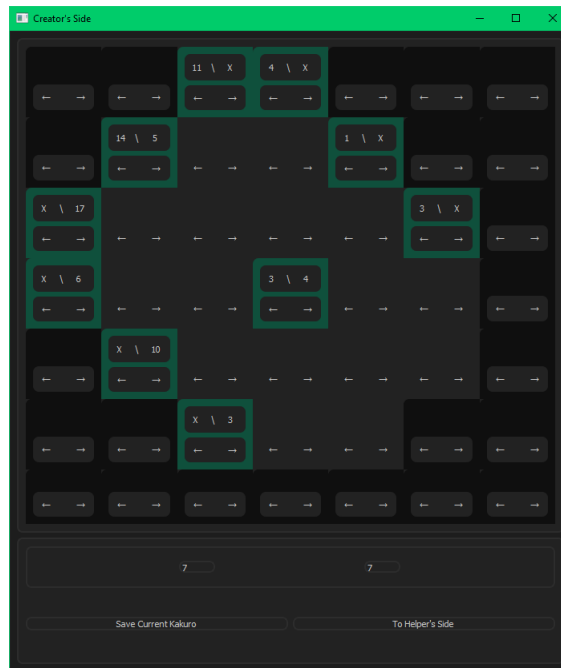 Creator's Side
11 \ X 4 \ X
← → ← → ← → ← → ← → ← → ← →
14 \ 5 1 \ X
← → ← → ← → ← → ← → ← → ← →
X \ 17 3 \ X
← → ← → ← → ← → ← → ← → ← →
X \ 6 3 \ 4
← → ← → ← → ← → ← → ← → ← →
X \ 10
← → ← → ← → ← → ← → ← → ← →
X \ 3
← → ← → ← → ← → ← → ← → ← →
← → ← → ← → ← → ← → ← → ← →
7 7
Save Current Kakuro To Helper's Side